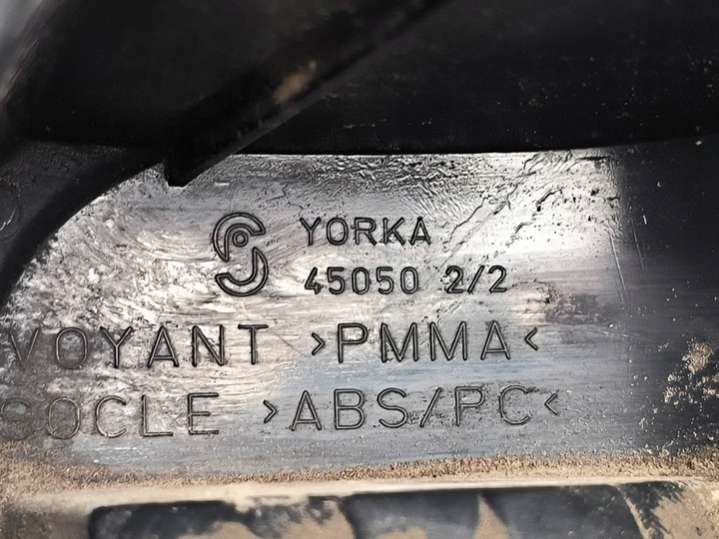 YORKA
45050 2/2
VOYANT >PMMA<
SOCLE >ABS/PC<